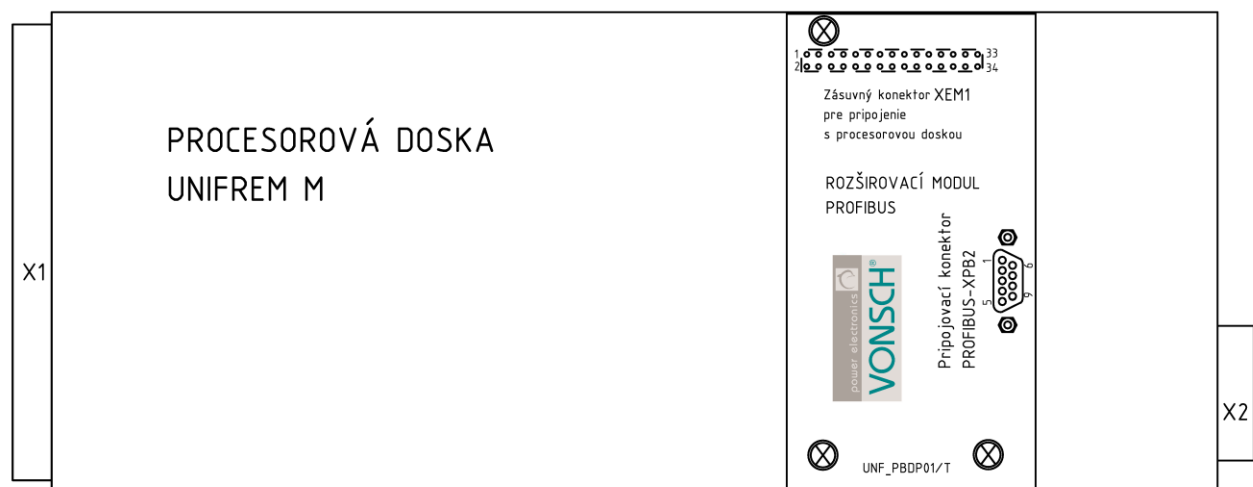 X1
PROCESOROVÁ DOSKA
UNIFREM M
1
33
2
34
Zásuvný konektor XEM1
pre pripojenie
s procesorovou doskou
ROZŠIROVACÍ MODUL
PROFIBUS
power electronics
VONSCH®
Pripojovací konektor
PROFIBUS-XPB2
1
6
5
9
UNF_PBDP01/T
X2